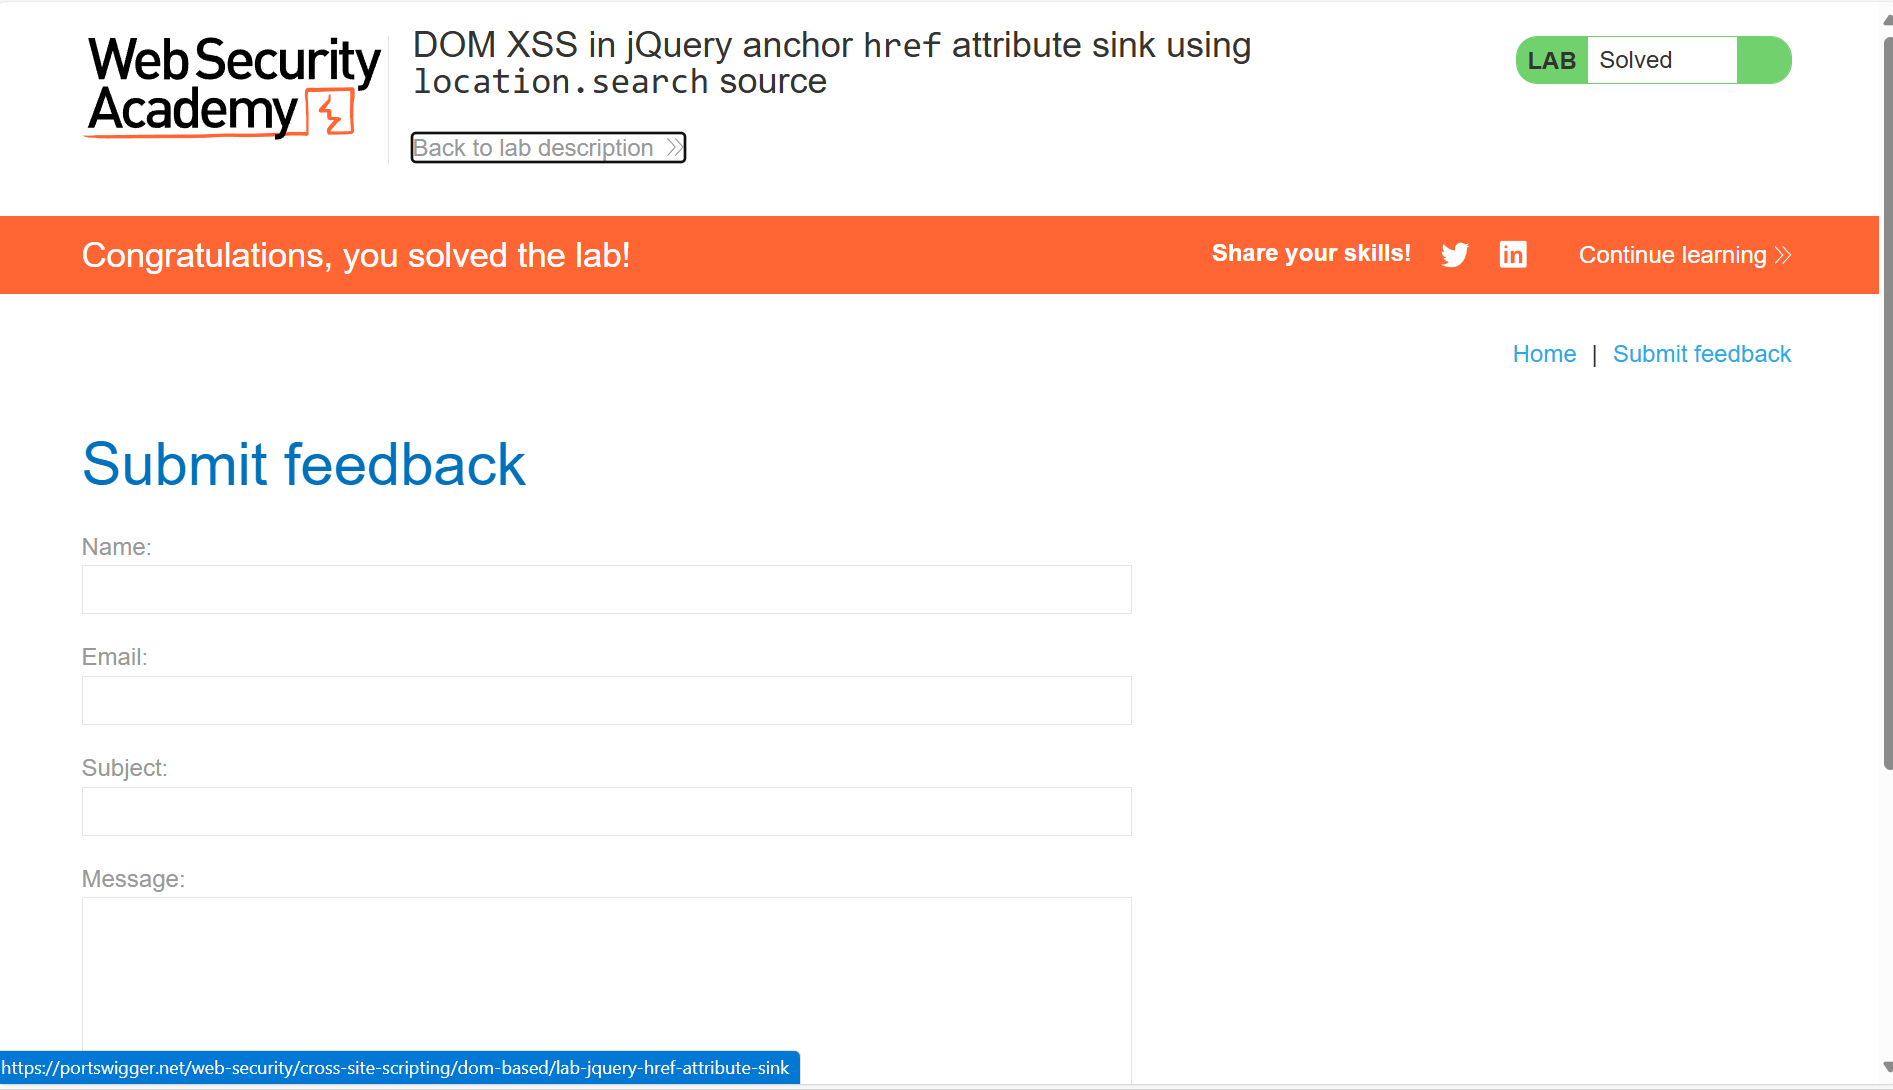 Web Security
Academy
DOM XSS in jQuery anchor href attribute sink using
location.search source
Back to lab description
LAB Solved
Congratulations, you solved the lab!
Share your skills!
in
Continue learning
Home | Submit feedback
Submit feedback
Name:
Email:
Subject:
Message:
https://portswigger.net/web-security/cross-site-scripting/dom-based/lab-jquery-href-attribute-sink